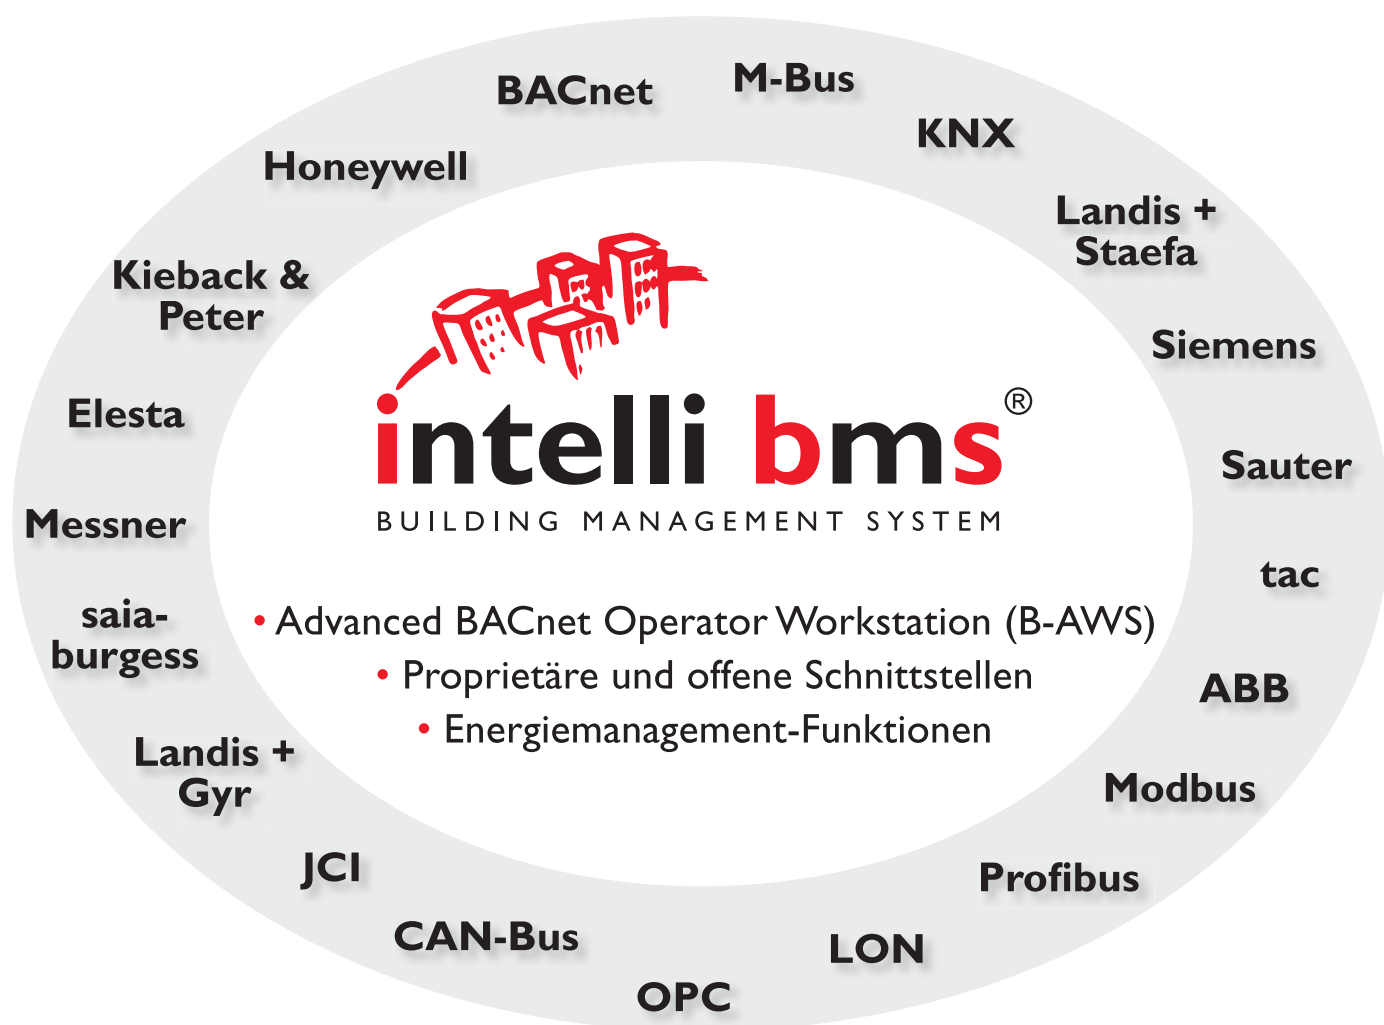 BACnet
M-Bus
KNX
Honeywell
Landis +
Staefa
Kieback &
Peter
Siemens
Elesta
intelli bms®
Sauter
BUILDING MANAGEMENT SYSTEM
Messner
tac
saia-
burgess
• Advanced BACnet Operator Workstation (B-AWS)
• Proprietäre und offene Schnittstellen
ABB
• Energiemanagement-Funktionen
Landis +
Gyr
Modbus
JCI
Profibus
CAN-Bus
LON
OPC